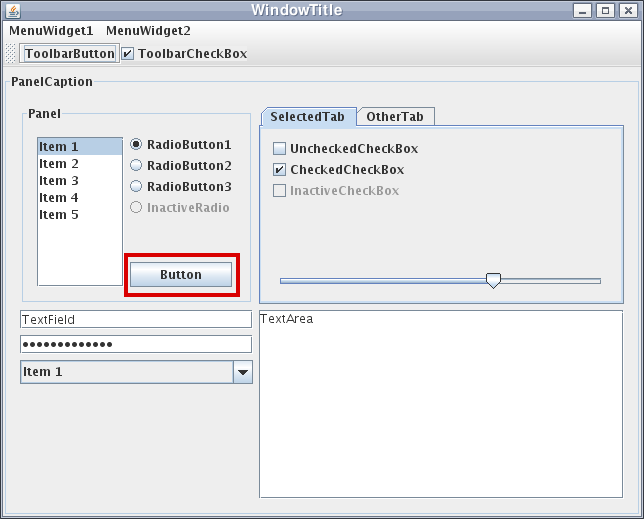 WindowTitle
MenuWidget1 MenuWidget2
ToolbarButton ToolbarCheckBox
PanelCaption
Panel
Item 1
Item 2
Item 3
Item 4
Item 5
RadioButton1
RadioButton2
RadioButton3
InactiveRadio
Button
SelectedTab OtherTab
UncheckedCheckBox
CheckedCheckBox
InactiveCheckBox
TextField
●●●●●●●●●●●●●
Item 1
TextArea